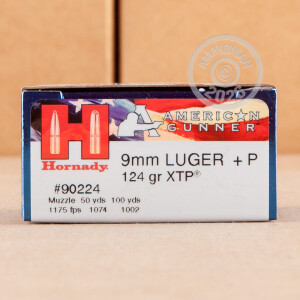 AMERICAN
GUNNER
H
Hornady
9mm LUGER + P
124 gr XTP®
#90224
Muzzle 50 yds 100 yds
1175 fps 1074 1002